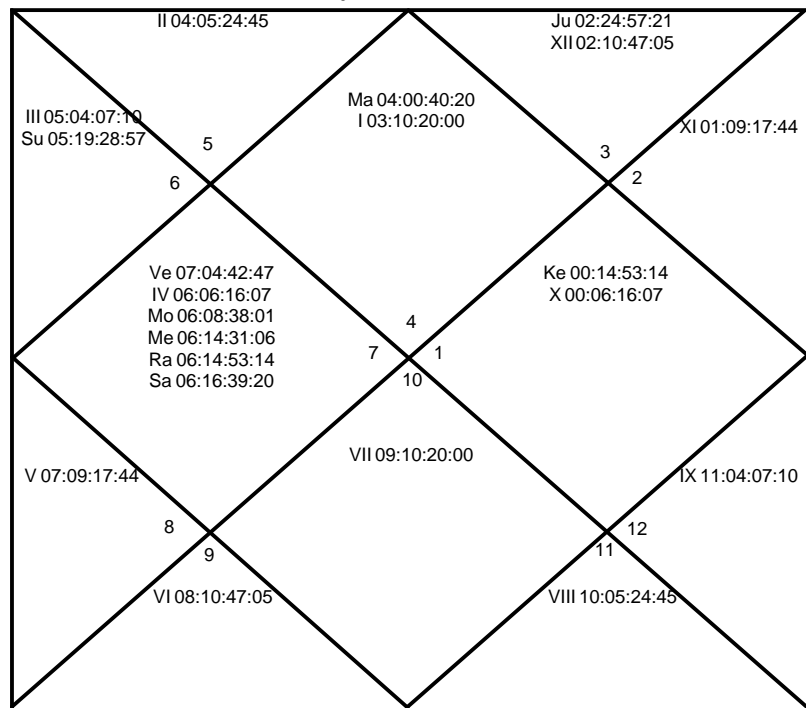 II 04:05:24:45
Ju 02:24:57:21
XII 02:10:47:05
Ma 04:00:40:20
I 03:10:20:00
III 05:04:07:10
Su 05:19:28:57
XI 01:09:17:44
5
3
6
2
Ve 07:04:42:47
IV 06:06:16:07
Mo 06:08:38:01
Me 06:14:31:06
Ra 06:14:53:14
Sa 06:16:39:20
Ke 00:14:53:14
X 00:06:16:07
4
7
1
10
VII 09:10:20:00
V 07:09:17:44
IX 11:04:07:10
8
12
9
11
VI 08:10:47:05
VIII 10:05:24:45